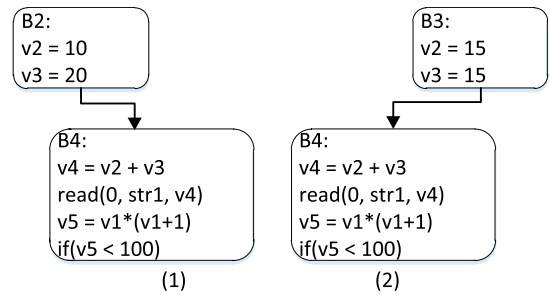 B2:
v2 = 10
v3 = 20
B3:
v2 = 15
v3 = 15
B4:
v4 = v2 + v3
read(0, str1, v4)
v5 = v1*(v1+1)
if(v5 < 100)
(1)
B4:
v4 = v2 + v3
read(0, str1, v4)
v5 = v1*(v1+1)
if(v5 < 100)
(2)